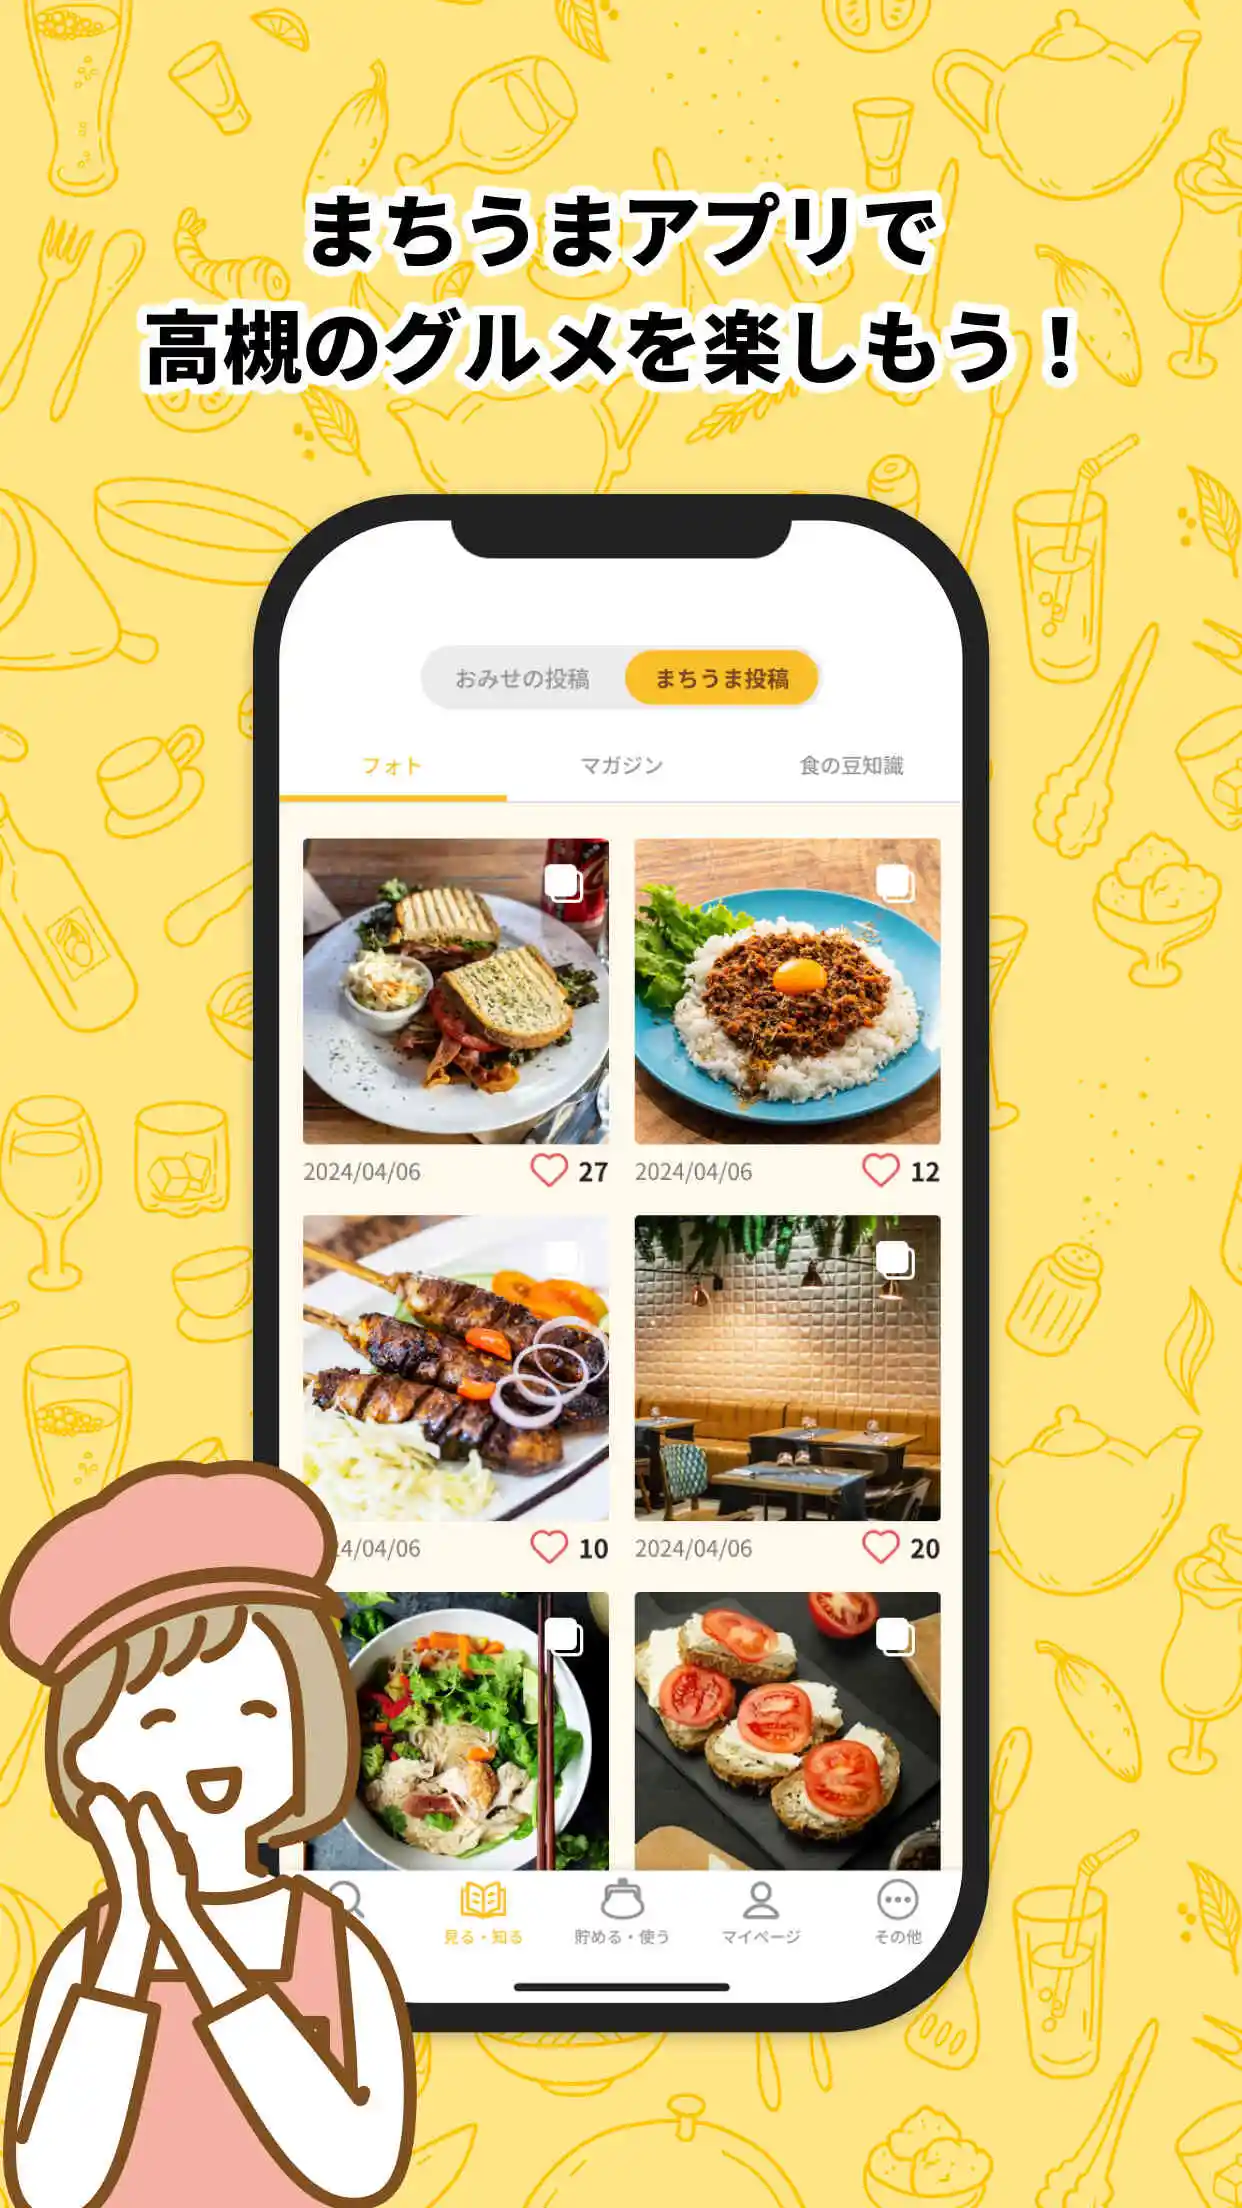 まちうまアプリで
高槻のグルメを楽しもう！
おみせの投稿 まちうま投稿
フォト マガジン 食の豆知識
2024/04/06 27 2024/04/06 12
4/04/06 10 2024/04/06 20
見る・知る 貯める・使う マイページ その他